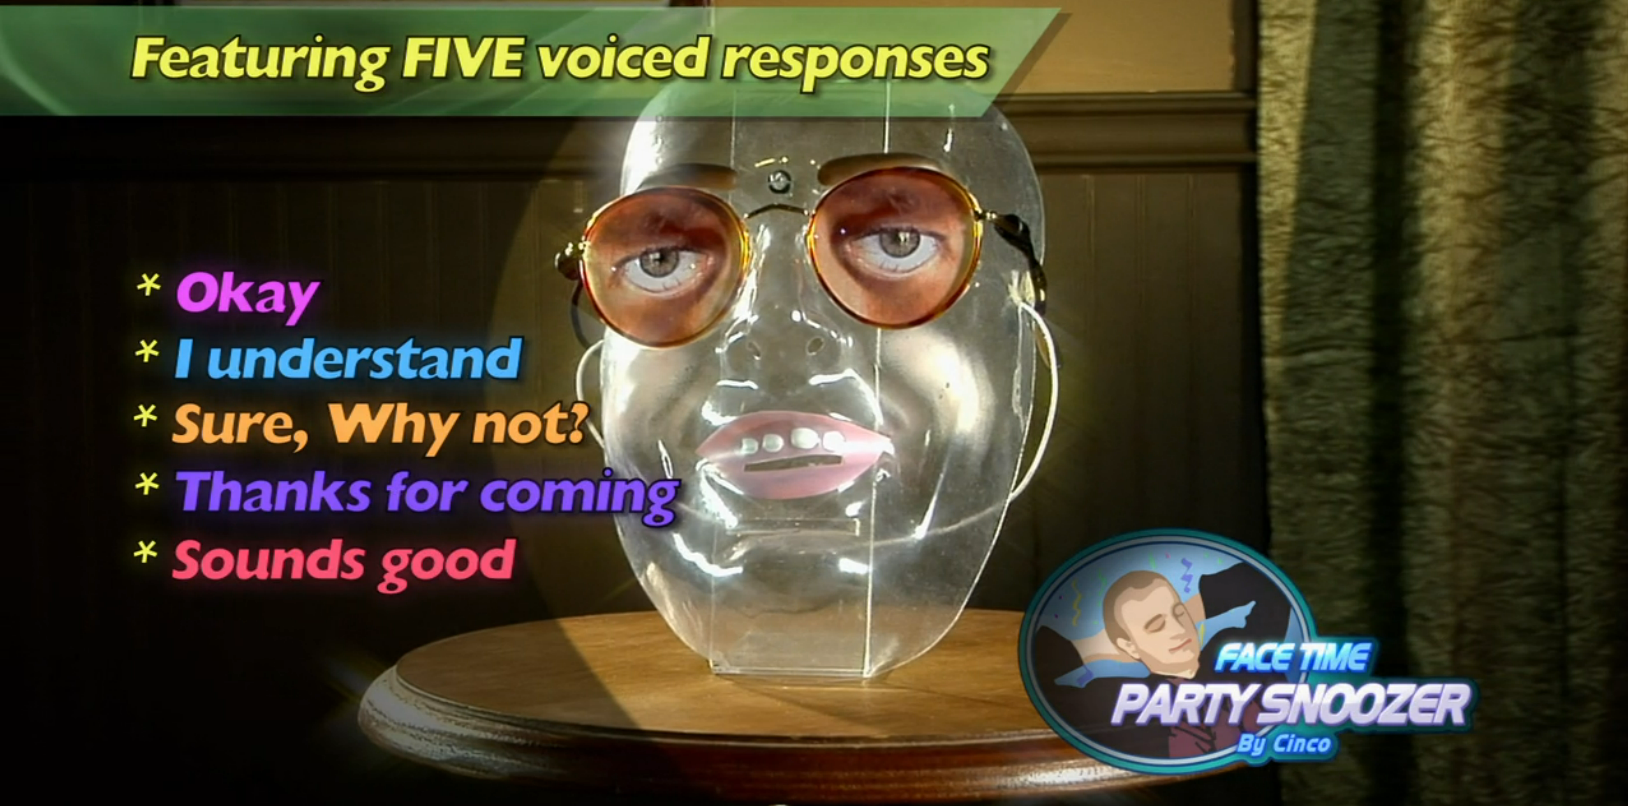 Featuring FIVE voiced responses
* Okay
* I understand
* Sure, Why not?
* Thanks for coming
* Sounds good
FACE TIME
PARTY SNOOZER
By Cinco